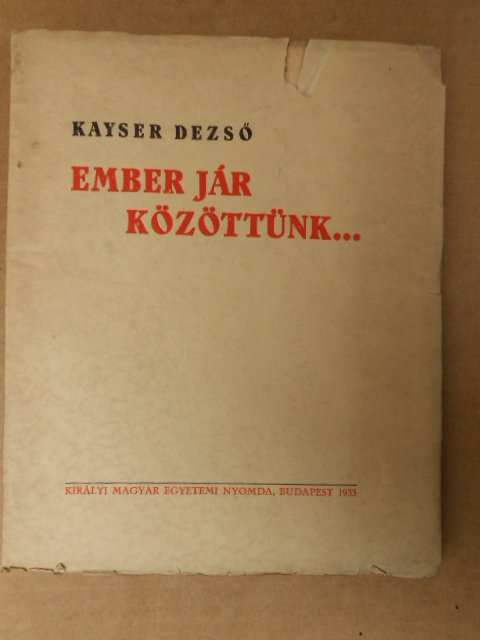 KAYSER DEZSŐ
EMBER JÁR
KÖZÖTTÜNK...
KIRÁLYI MAGYAR EGYETEMI NYOMDA, BUDAPEST 1933